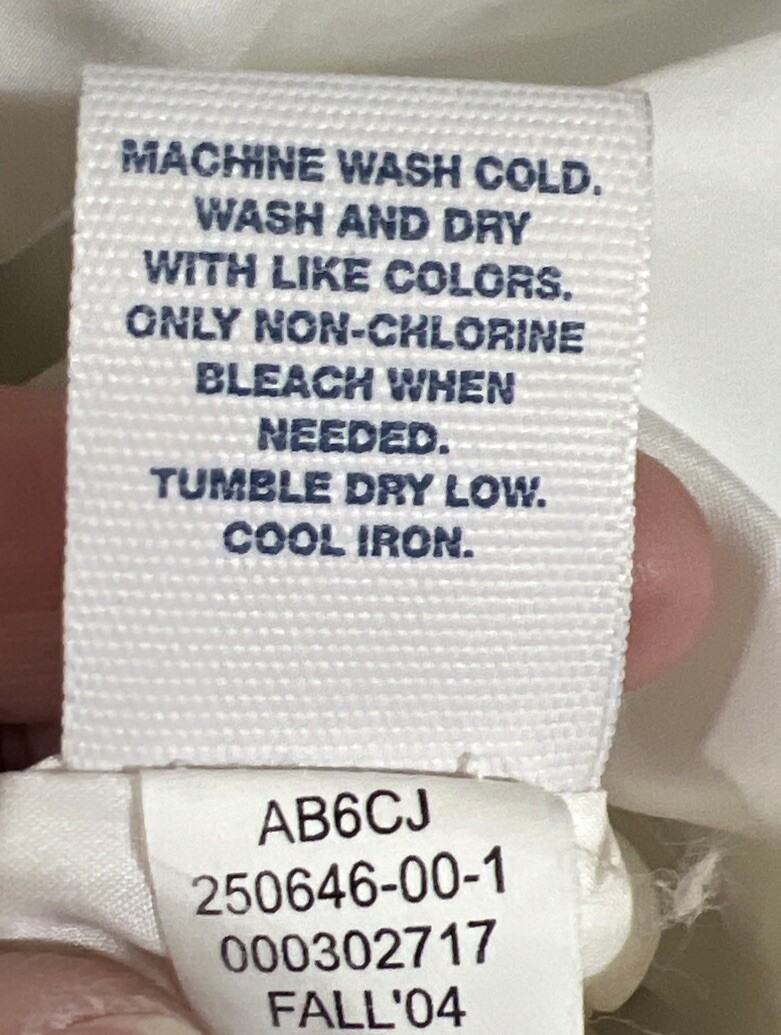 MACHINE WASH COLD.
WASH AND DRY
WITH LIKE COLORS.
ONLY NON-CHLORINE
BLEACH WHEN
NEEDED.
TUMBLE DRY LOW.
COOL IRON.
AB6CJ
250646-00-1
000302717
FALL'04